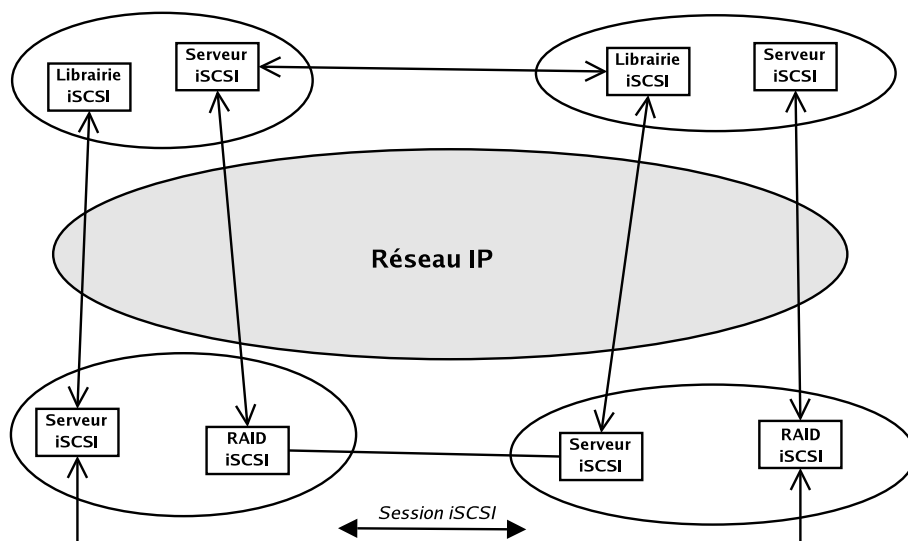 Librairie
iSCSI
Serveur
iSCSI
Librairie
iSCSI
Serveur
iSCSI
Réseau IP
Serveur
iSCSI
RAID
iSCSI
Serveur
iSCSI
RAID
iSCSI
Session iSCSI